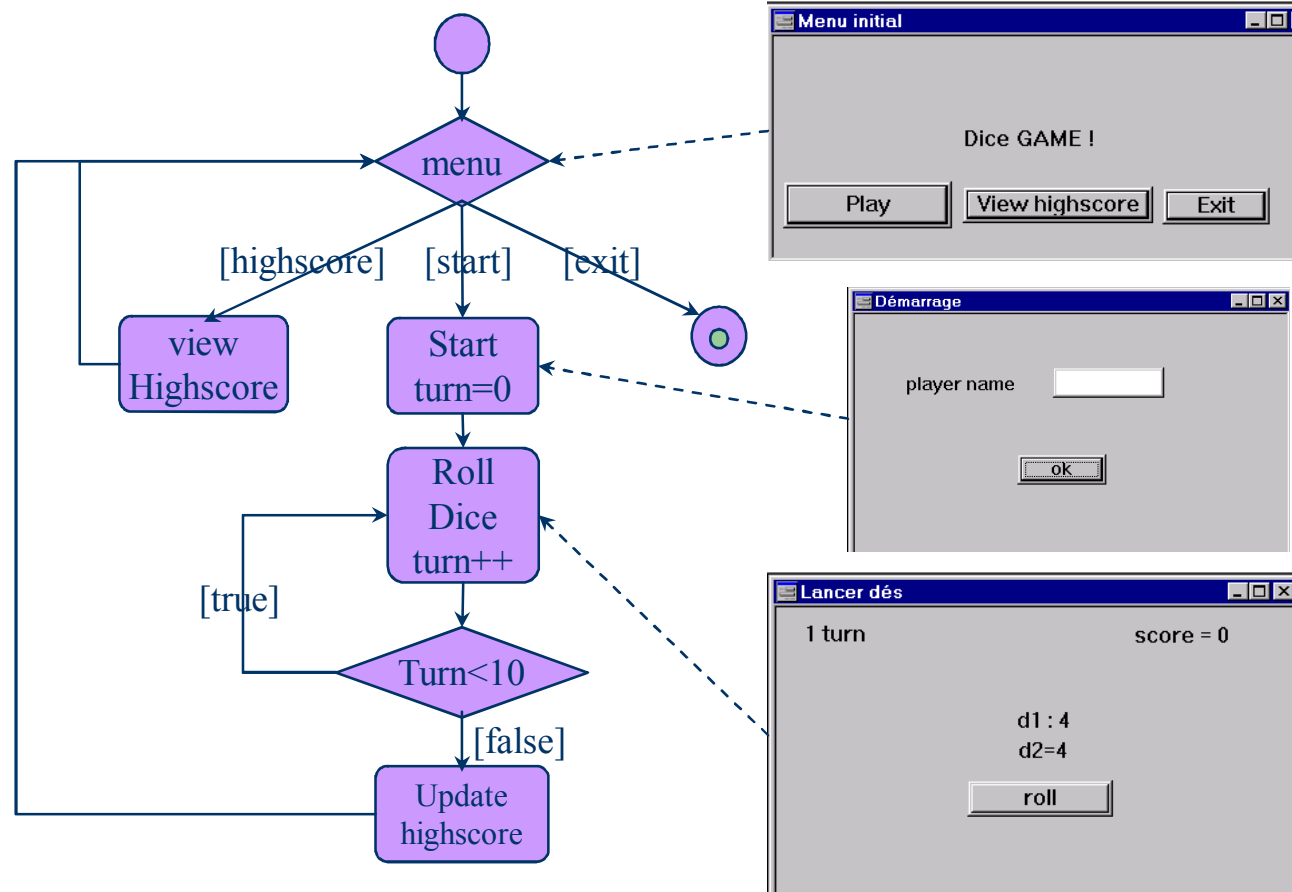 menu
[highscore]
[start]
[exit]
view
Highscore
Start
turn=0
Roll
Dice
turn++
[true]
Turn<10
[false]
Update
highscore
Menu initial
Dice GAME !
Play
View highscore
Exit
Démarrage
player name
ok
Lancer dés
1 turn
score = 0
d1 : 4
d2=4
roll